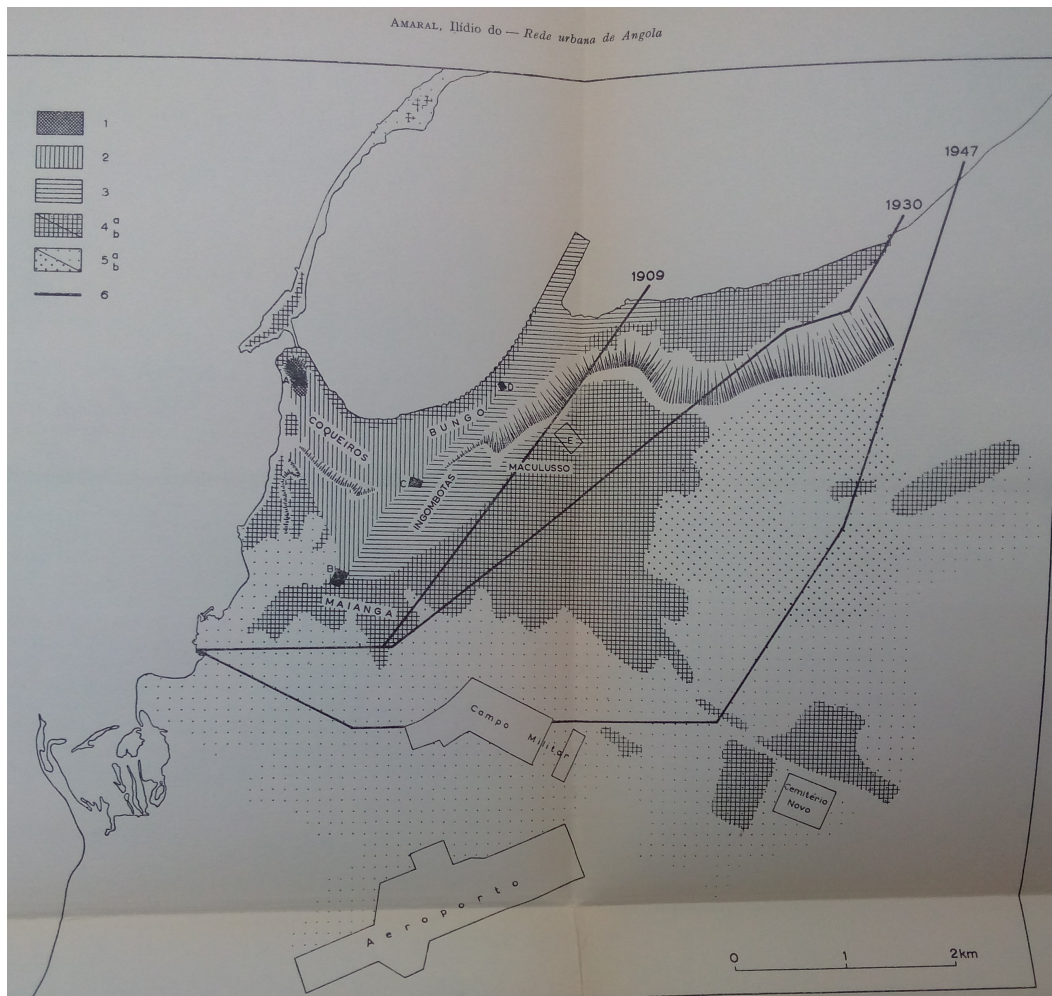 AMARAL, Ilídio do — Rede urbana de Angola
1
2
3
4 a
b
5 a
b
6
1947
1930
1909
A
D
BUNGO
COQUEIROS
E
MACULUSSO
C
INGOMBOTAS
B
MAIANGA
Campo
Militar
Cemitério
Novo
Aeroporto
0 1 2km